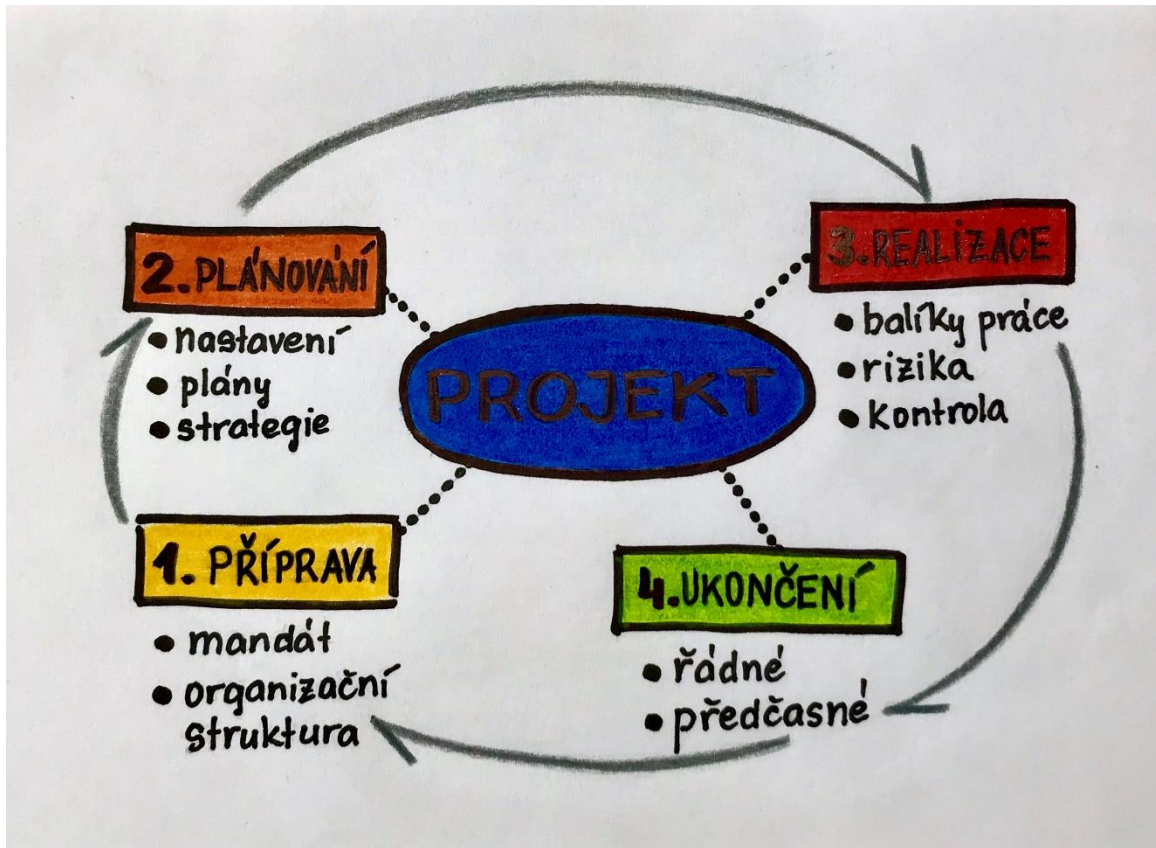 PROJEKT
1. PŘÍPRAVA
• mandát
• organizační
struktura
2. PLÁNOVÁNÍ
• nastavení
• plány
• strategie
3. REALIZACE
• balíky práce
• rizika
• kontrola
4. UKONČENÍ
• řádné
• předčasné